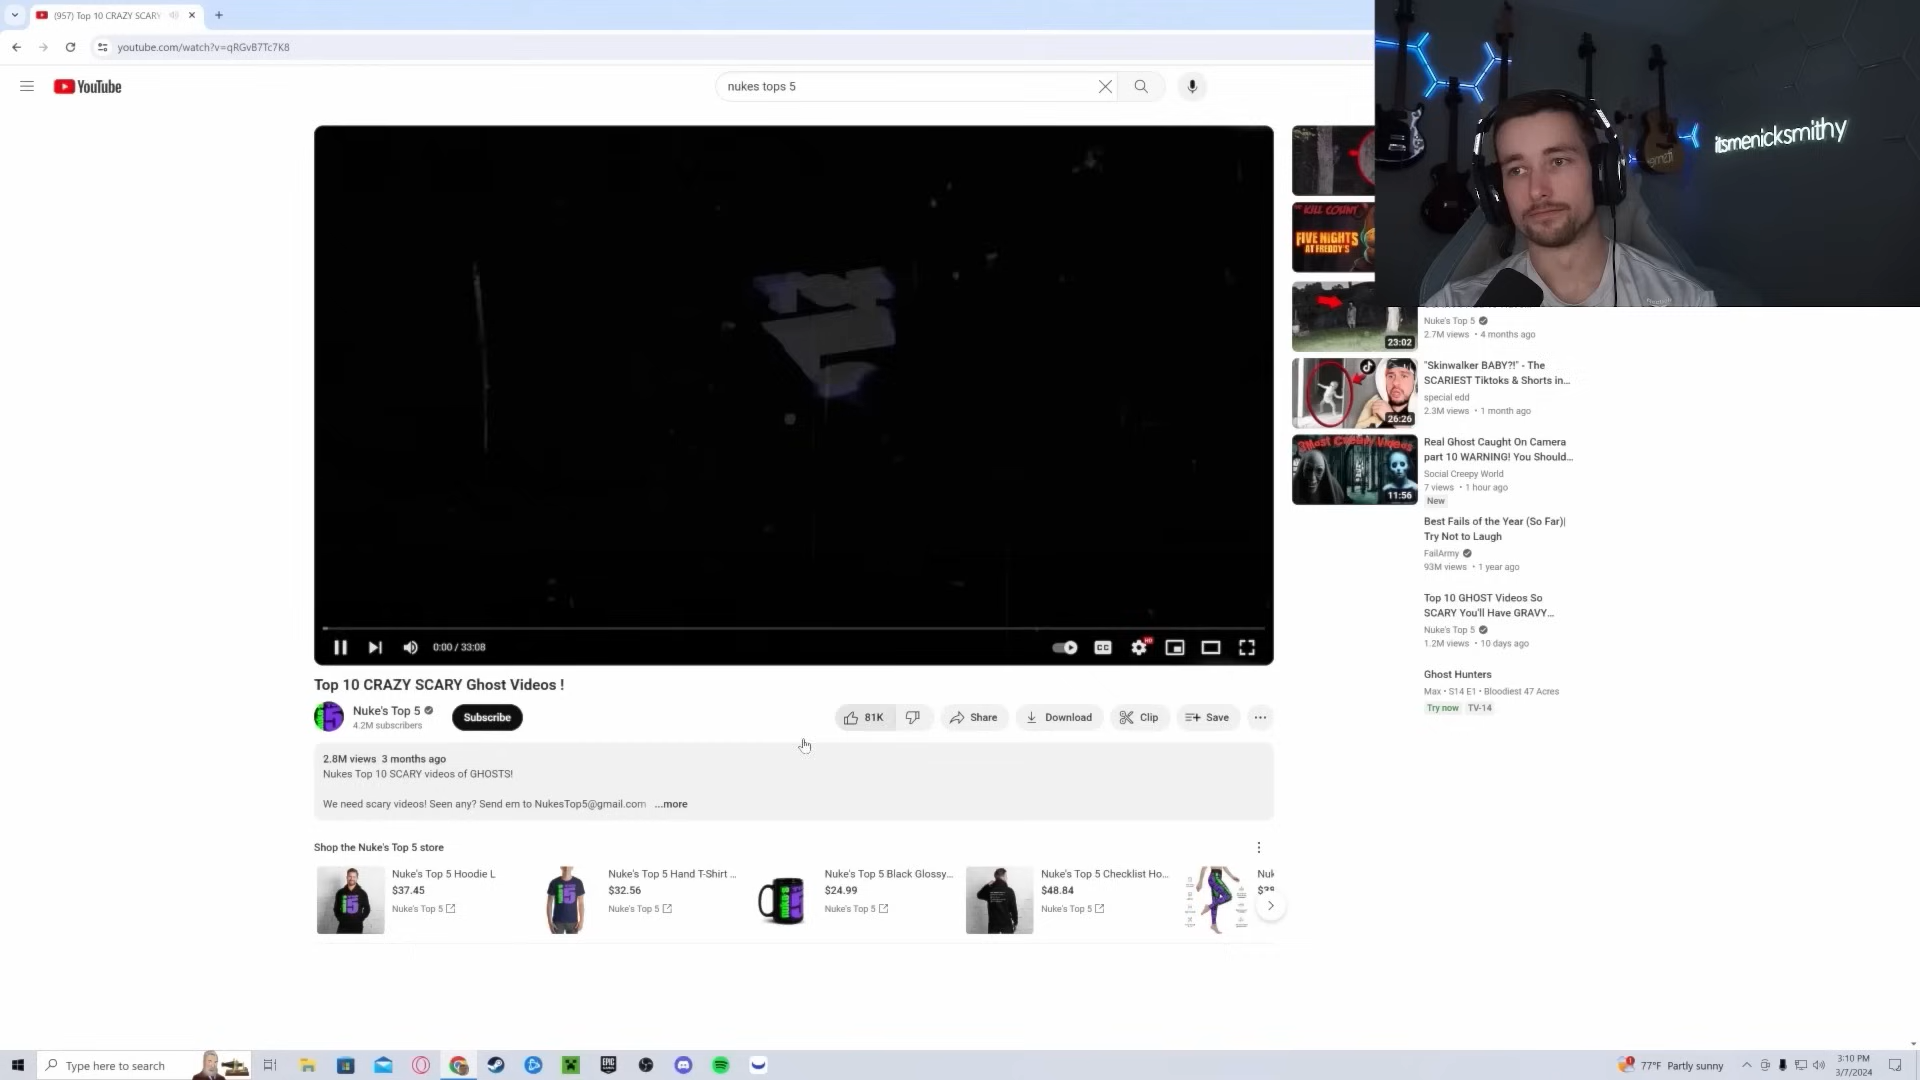 (957) Top 10 CRAZY SCARY
youtube.com/watch?v=qRGvB7Tc7K8
YouTube
nukes tops 5
itsmenicksmithy
KILL COUNT
FIVE NIGHTS
AT FREDDY'S
Nuke's Top 5
2.7M views • 4 months ago
23:02
"Skinwalker BABY?!" - The
SCARIEST Tiktoks & Shorts in...
special edd
2.3M views • 1 month ago
26:26
3Most Creepy Videos
Real Ghost Caught On Camera
part 10 WARNING! You Should...
Social Creepy World
7 views • 1 hour ago
New
11:56
Best Fails of the Year (So Far)|
Try Not to Laugh
FailArmy
93M views • 1 year ago
Top 10 GHOST Videos So
SCARY You'll Have GRAVY...
Nuke's Top 5
1.2M views • 10 days ago
Ghost Hunters
Max • S14 E1 • Bloodiest 47 Acres
Try now TV-14
0:00 / 33:08
CC
HD
Top 10 CRAZY SCARY Ghost Videos !
Nuke's Top 5
4.2M subscribers
Subscribe
81K
Share
Download
Clip
Save
2.8M views 3 months ago
Nukes Top 10 SCARY videos of GHOSTS!
We need scary videos! Seen any? Send em to NukesTop5@gmail.com ...more
Shop the Nuke's Top 5 store
Nuke's Top 5 Hoodie L
$37.45
Nuke's Top 5
Nuke's Top 5 Hand T-Shirt ...
$32.56
Nuke's Top 5
Nuke's Top 5 Black Glossy...
$24.99
Nuke's Top 5
Nuke's Top 5 Checklist Ho...
$48.84
Nuke's Top 5
Type here to search
EPIC
77°F Partly sunny
3:10 PM
3/7/2024